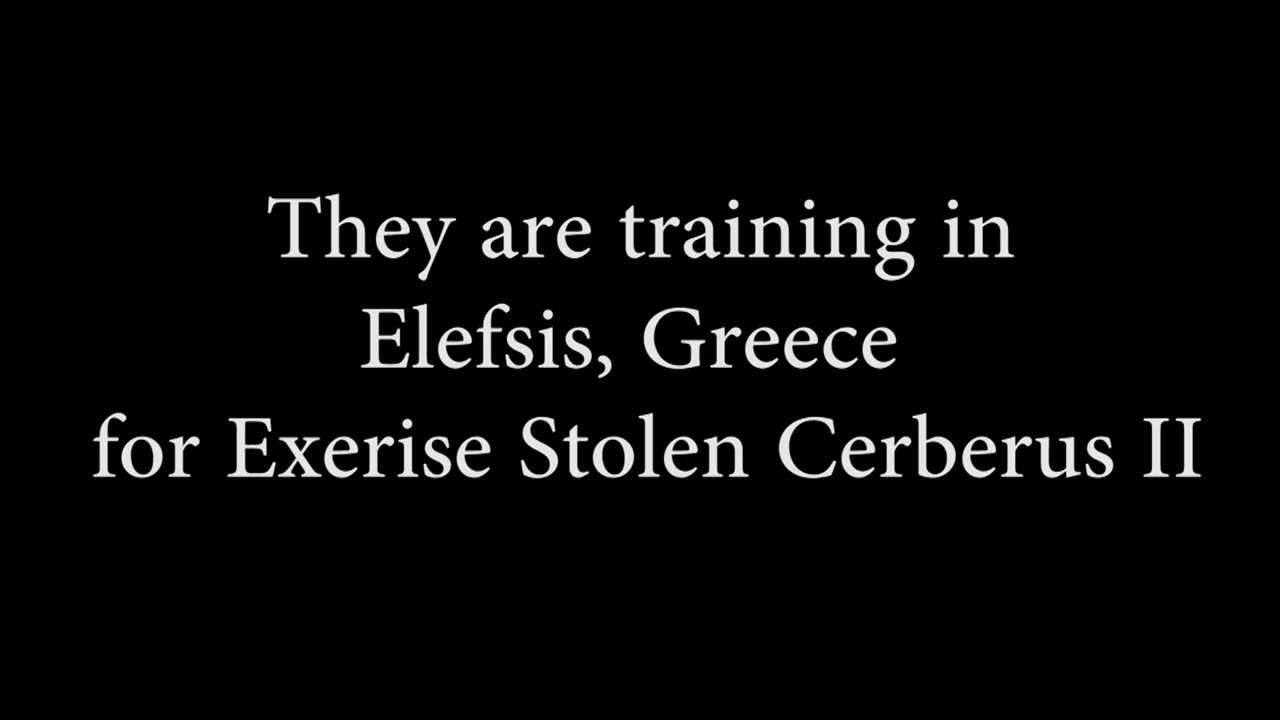 They are training in
Elefsis, Greece
for Exerise Stolen Cerberus II